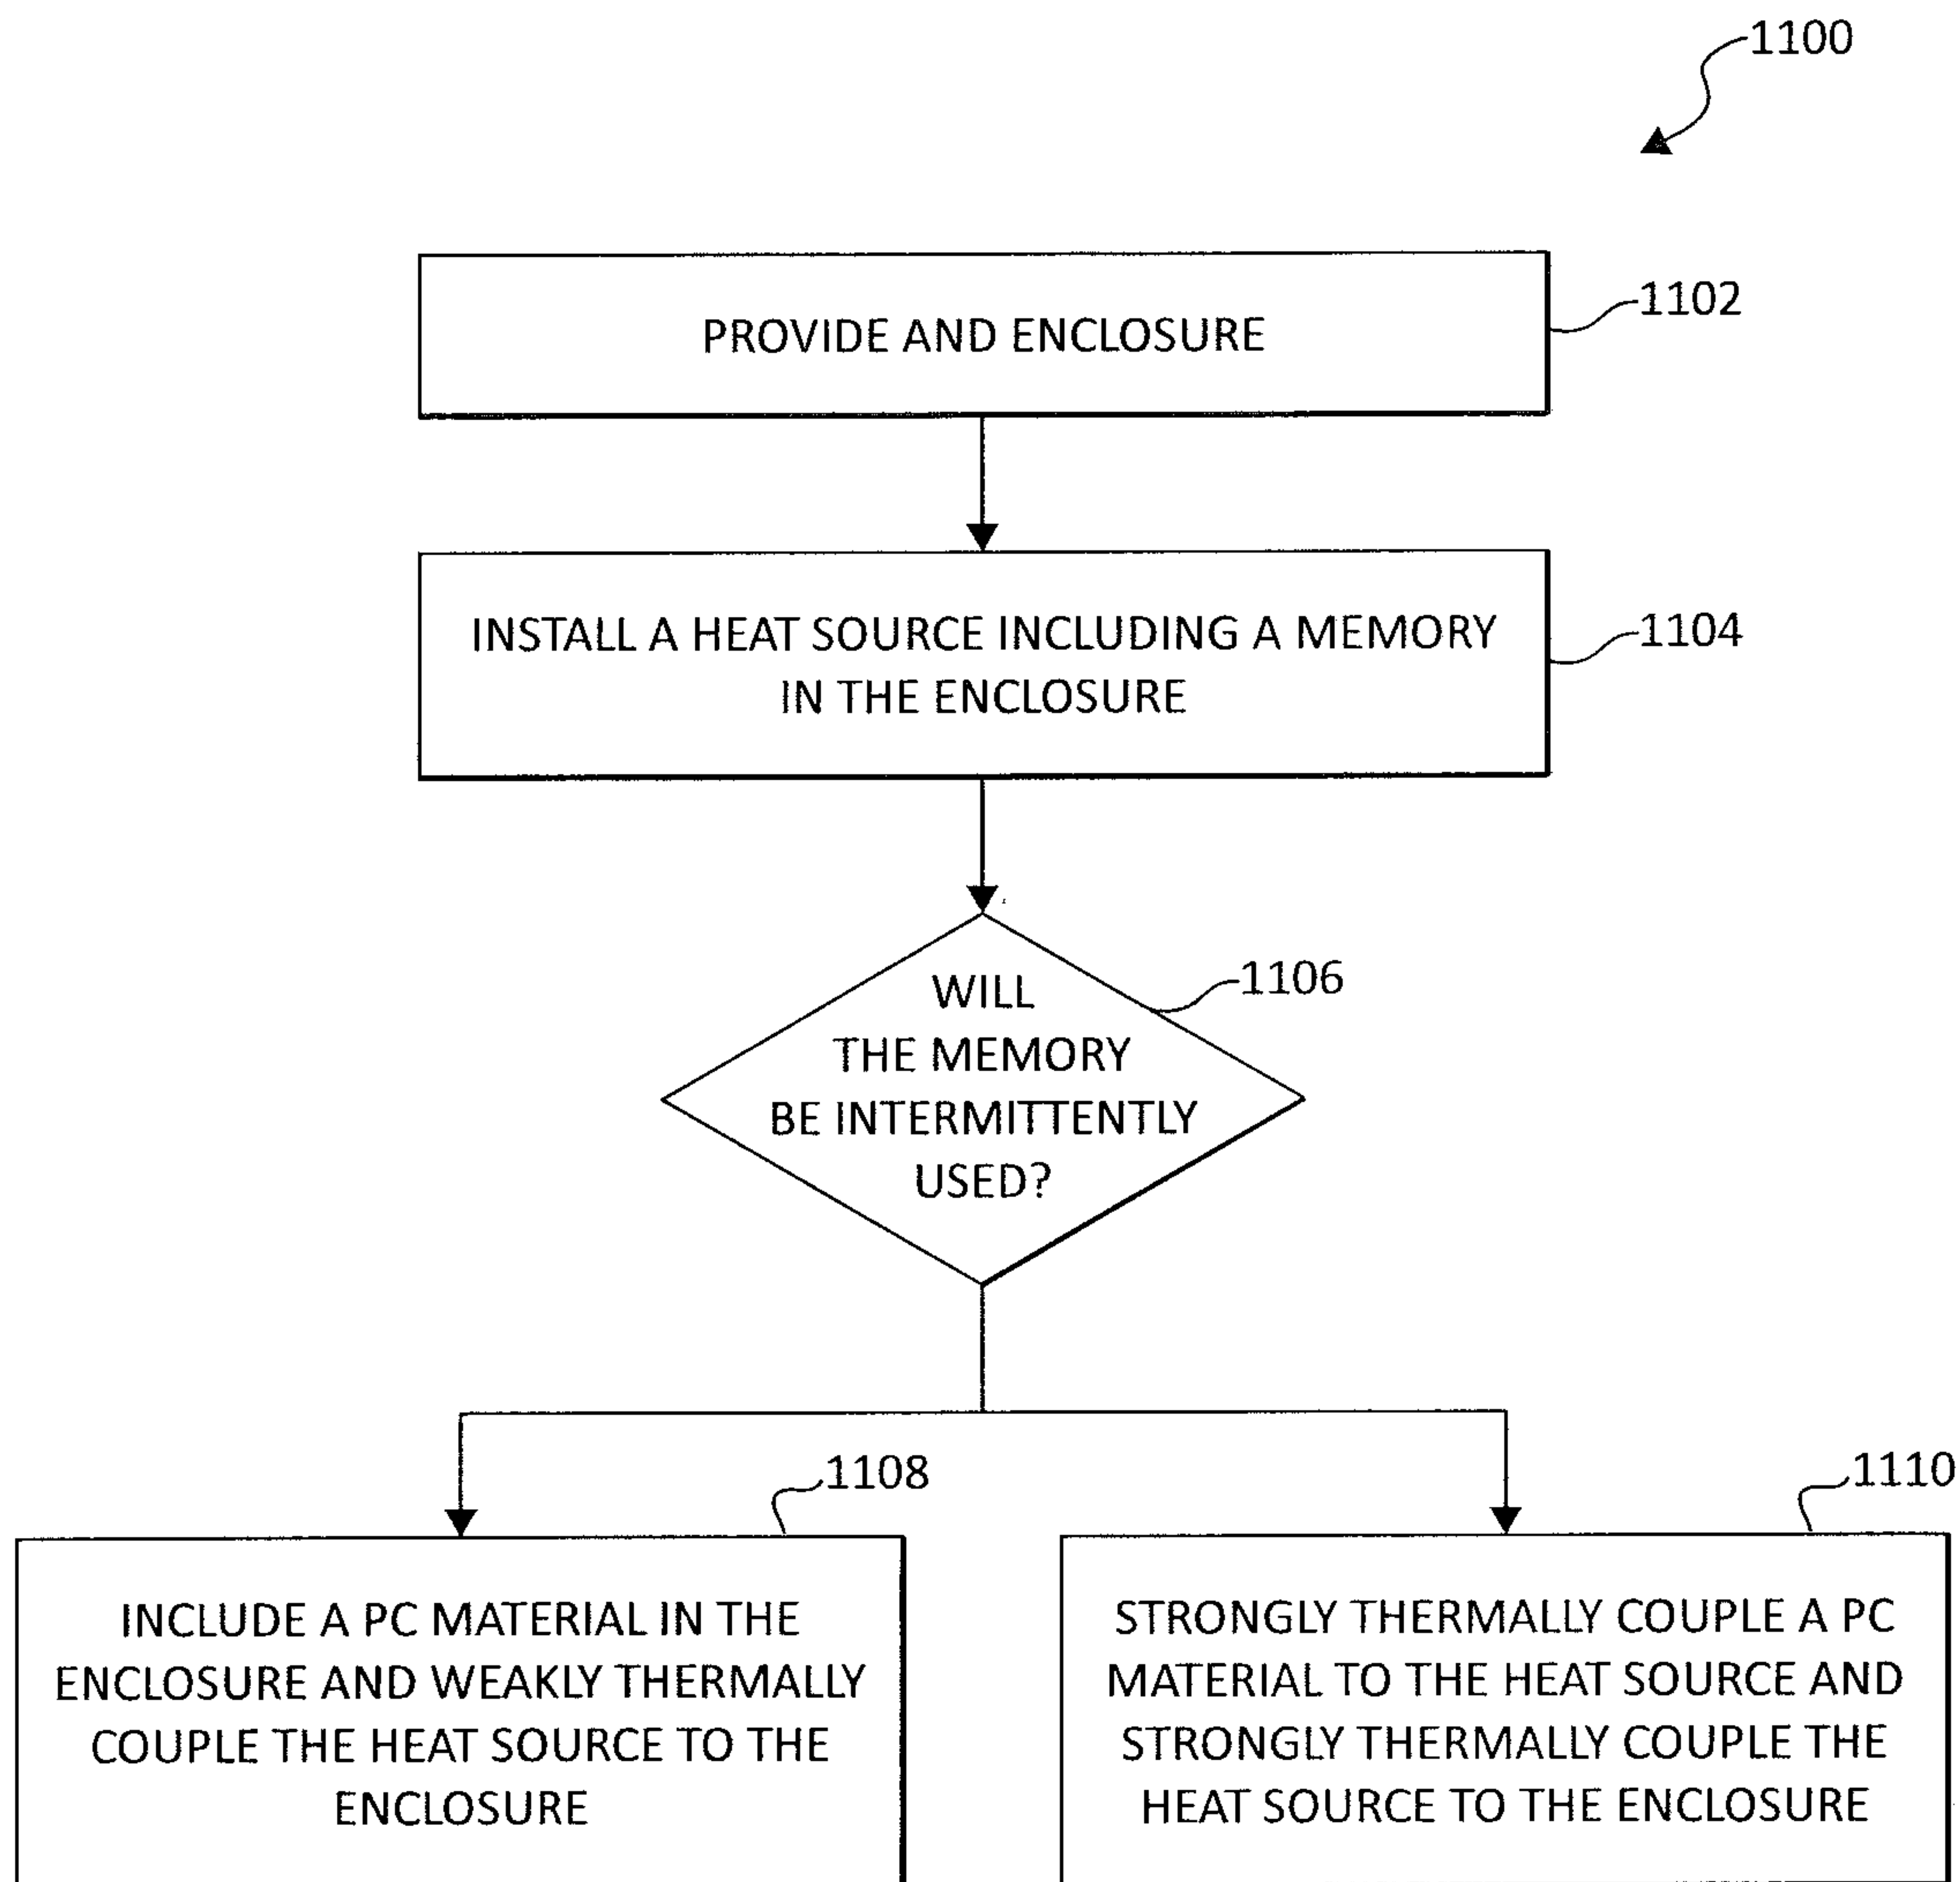 1100
PROVIDE AND ENCLOSURE
1102
INSTALL A HEAT SOURCE INCLUDING A MEMORY
IN THE ENCLOSURE
1104
WILL
THE MEMORY
BE INTERMITTENTLY
USED?
1106
1108
INCLUDE A PC MATERIAL IN THE
ENCLOSURE AND WEAKLY THERMALLY
COUPLE THE HEAT SOURCE TO THE
ENCLOSURE
1110
STRONGLY THERMALLY COUPLE A PC
MATERIAL TO THE HEAT SOURCE AND
STRONGLY THERMALLY COUPLE THE
HEAT SOURCE TO THE ENCLOSURE